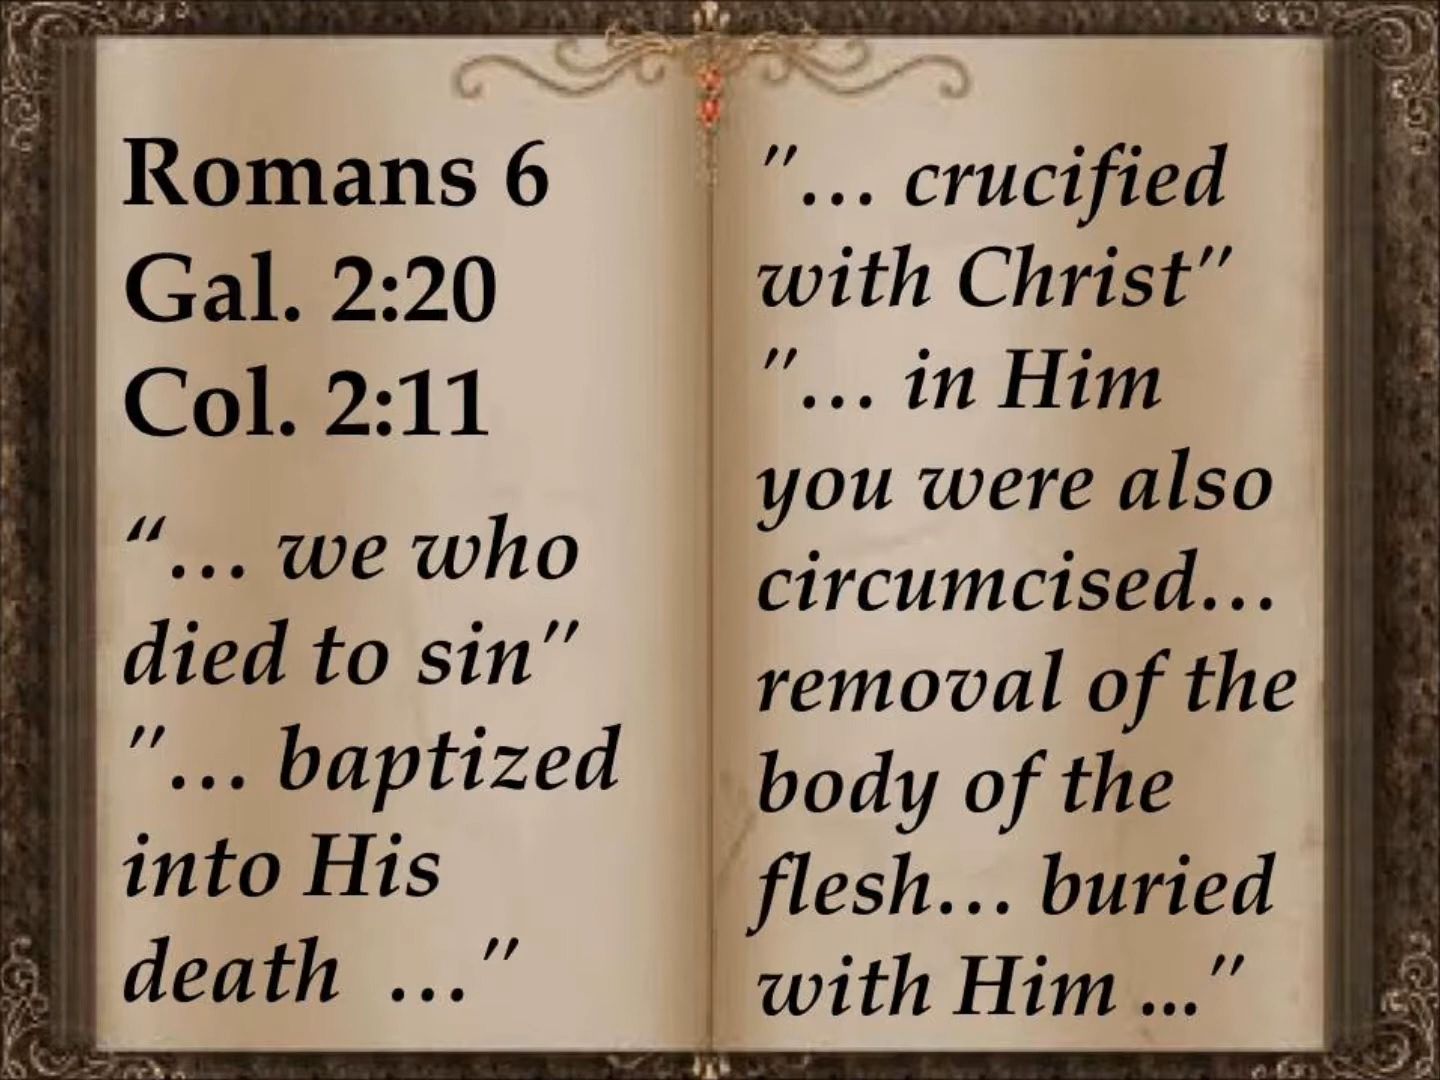 Romans 6
Gal. 2:20
Col. 2:11
“… we who
died to sin”
”… baptized
into His
death …”
”… crucified
with Christ”
”… in Him
you were also
circumcised…
removal of the
body of the
flesh… buried
with Him ...”